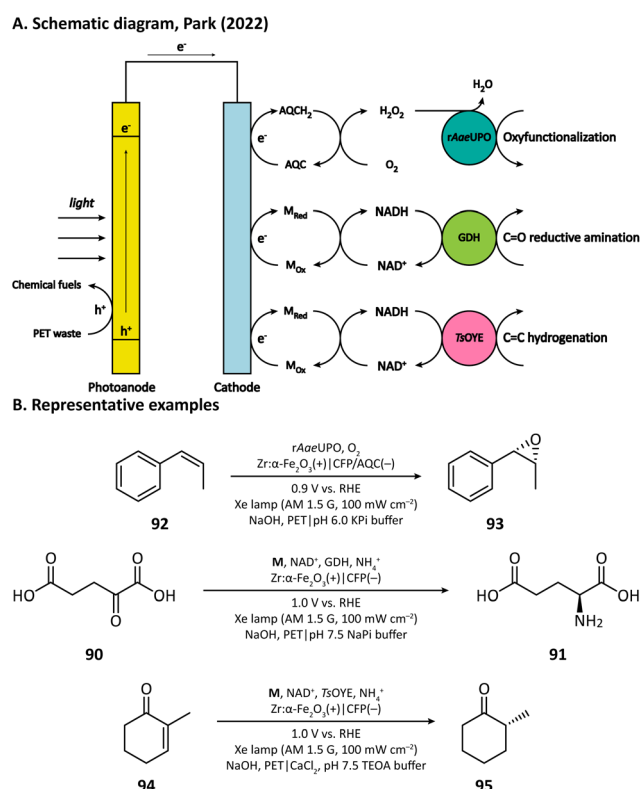 A. Schematic diagram, Park (2022)
e-
H2O
AQCH2
H2O2
e-
e-
rAaeUPO
Oxyfunctionalization
AQC
O2
light
MRed
NADH
e-
GDH
C=O reductive amination
MOx
NAD+
Chemical fuels
h+
MRed
NADH
PET waste
h+
e-
TsOYE
C=C hydrogenation
MOx
NAD+
Photoanode
Cathode
B. Representative examples
rAaeUPO, O2
Zr:α-Fe2O3(+)|CFP/AQC(–)
0.9 V vs. RHE
Xe lamp (AM 1.5 G, 100 mW cm–2)
NaOH, PET|pH 6.0 KPi buffer
O
92
93
M, NAD+, GDH, NH4+
Zr:α-Fe2O3(+)|CFP(–)
1.0 V vs. RHE
Xe lamp (AM 1.5 G, 100 mW cm–2)
NaOH, PET|pH 7.5 NaPi buffer
O
O
HO
OH
O
O
O
HO
OH
NH2
90
91
M, NAD+, TsOYE, NH4+
Zr:α-Fe2O3(+)|CFP(–)
1.0 V vs. RHE
Xe lamp (AM 1.5 G, 100 mW cm–2)
NaOH, PET|CaCl2, pH 7.5 TEOA buffer
O
O
94
95